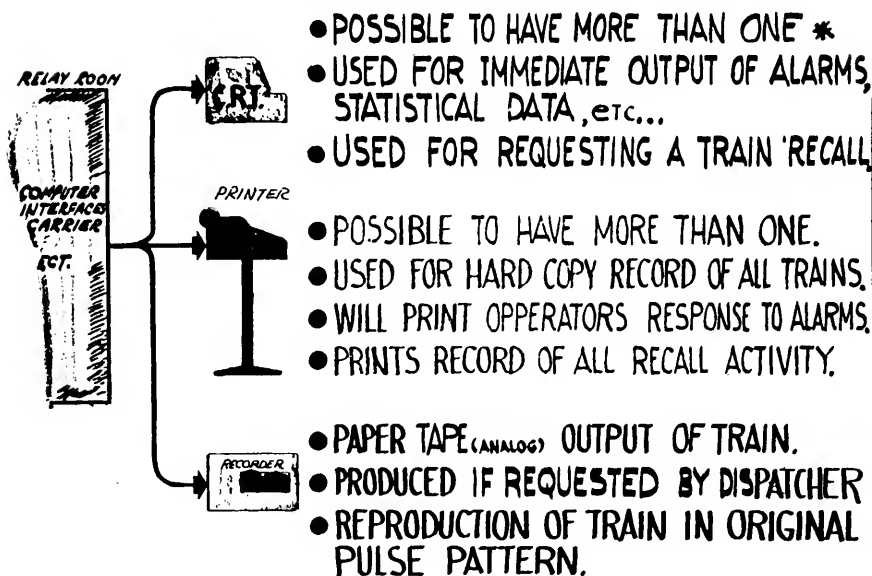 RELAY ROOM
COMPUTER
INTERFACES
CARRIER
ECT.
CRT.
• POSSIBLE TO HAVE MORE THAN ONE *
• USED FOR IMMEDIATE OUTPUT OF ALARMS,
STATISTICAL DATA, etc...
• USED FOR REQUESTING A TRAIN 'RECALL
PRINTER
• POSSIBLE TO HAVE MORE THAN ONE.
• USED FOR HARD COPY RECORD OF ALL TRAINS.
• WILL PRINT OPPERATORS RESPONSE TO ALARMS.
• PRINTS RECORD OF ALL RECALL ACTIVITY.
RECORDER
• PAPER TAPE (ANALOG) OUTPUT OF TRAIN.
• PRODUCED IF REQUESTED BY DISPATCHER
• REPRODUCTION OF TRAIN IN ORIGINAL
PULSE PATTERN.